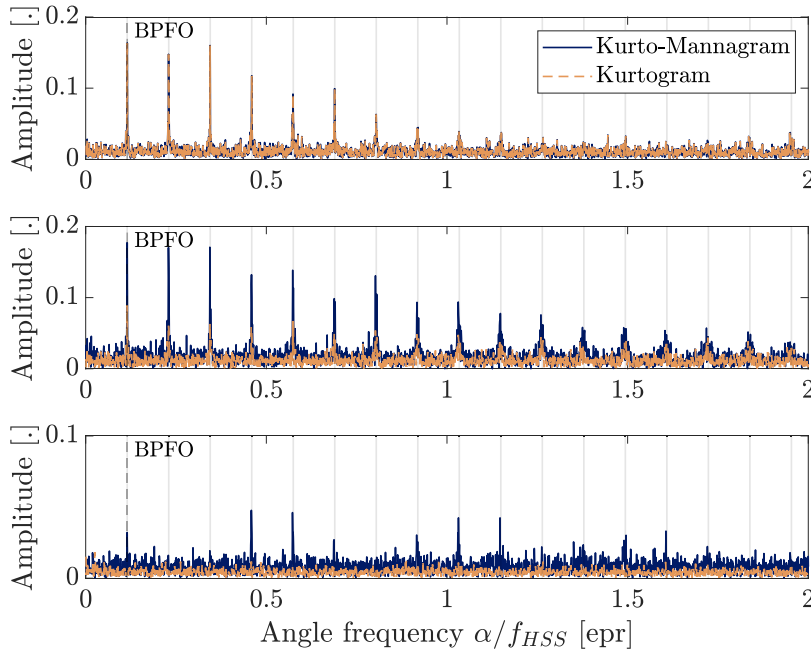 0.2
BPFO
Kurto-Mannagram
Kurtogram
0.1
0
Amplitude [.]
0 0.5 1 1.5 2
0.2
BPFO
0.1
0
Amplitude [.]
0 0.5 1 1.5 2
0.1
BPFO
0
Amplitude [.]
0 0.5 1 1.5 2
Angle frequency α/f_HSS [epr]